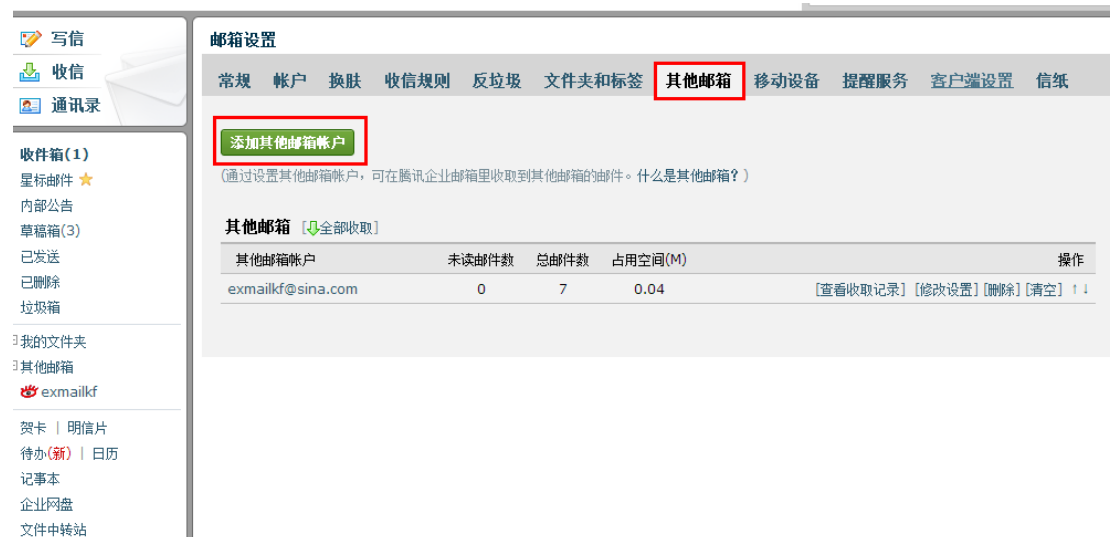 写信
收信
通讯录
收件箱(1)
星标邮件
内部公告
草稿箱(3)
已发送
已删除
垃圾箱
我的文件夹
其他邮箱
exmailkf
贺卡 | 明信片
待办(新) | 日历
记事本
企业网盘
文件中转站
邮箱设置
常规 帐户 换肤 收信规则 反垃圾 文件夹和标签 其他邮箱 移动设备 提醒服务 客户端设置 信纸
添加其他邮箱帐户
(通过设置其他邮箱帐户，可在腾讯企业邮箱里收取到其他邮箱的邮件。什么是其他邮箱？)
其他邮箱 [全部收取]
其他邮箱帐户 未读邮件数 总邮件数 占用空间(M) 操作
exmailkf@sina.com 0 7 0.04 [查看收取记录] [修改设置] [删除] [清空] ↑↓